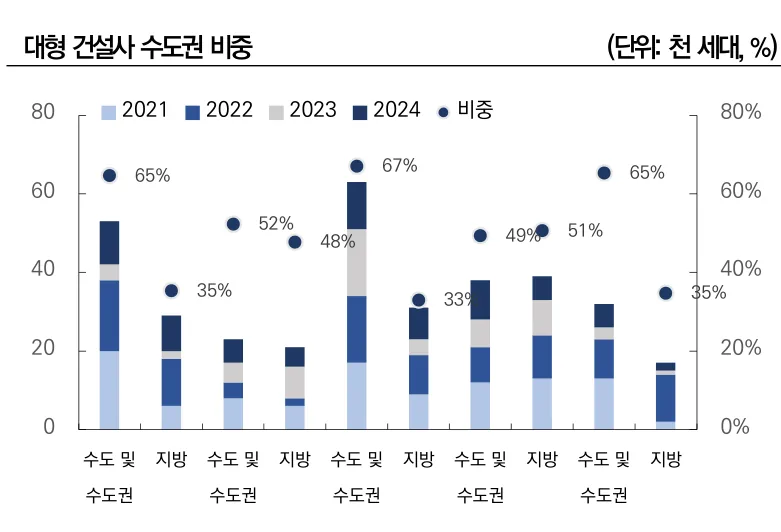 대형 건설사 수도권 비중 (단위: 천 세대, %)
2021 2022 2023 2024 비중
80 80%
60 60%
40 40%
20 20%
0 0%
65% 35% 52% 48% 67% 33% 49% 51% 65% 35%
수도 및 지방 수도 및 지방 수도 및 지방 수도 및 지방 수도 및 지방
수도권 수도권 수도권 수도권 수도권